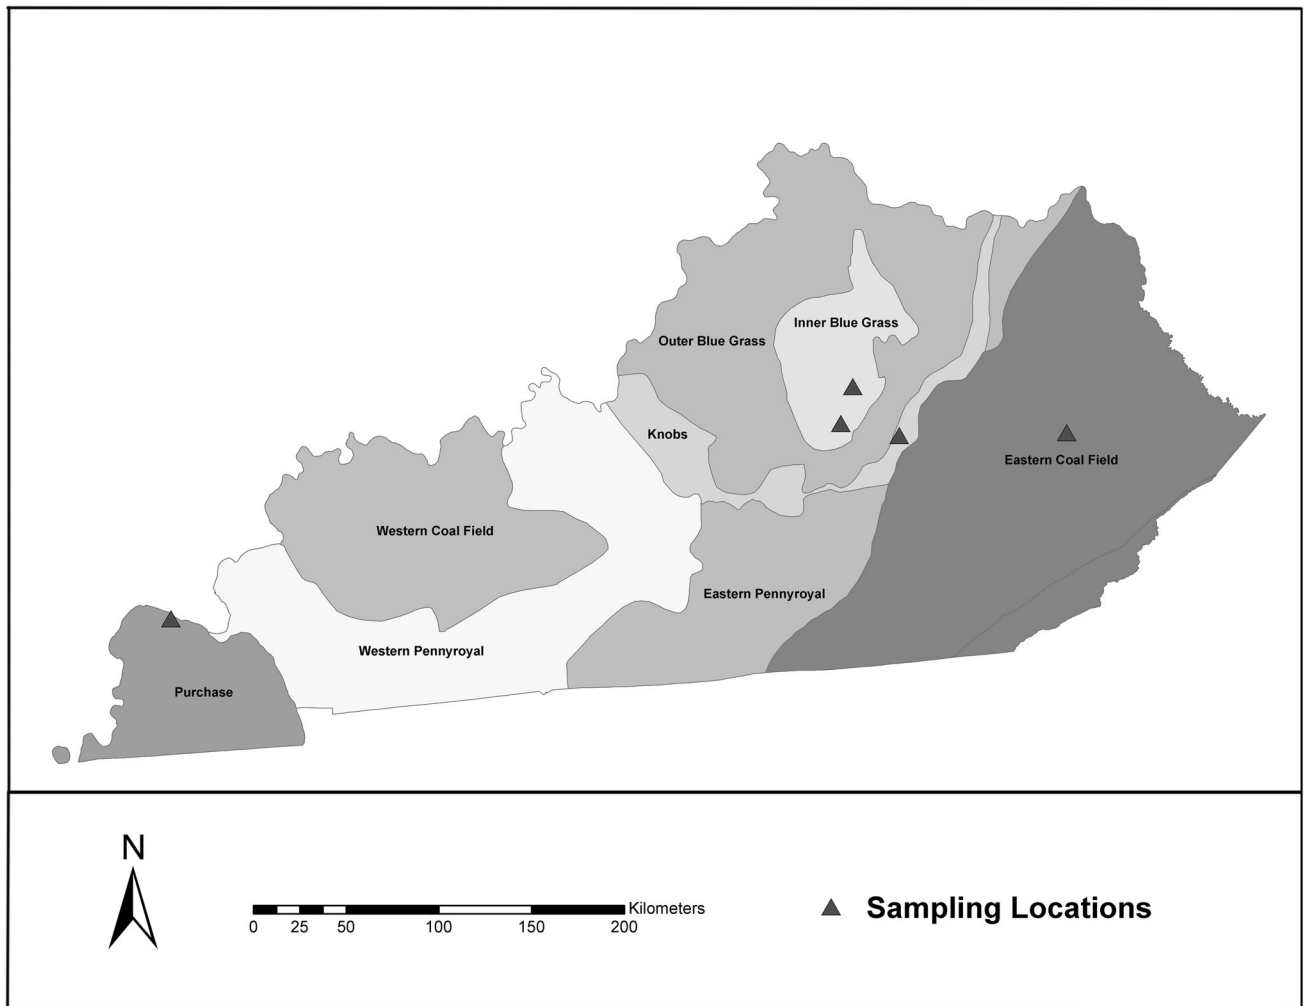 Inner Blue Grass
Outer Blue Grass
Knobs
Eastern Coal Field
Western Coal Field
Eastern Pennyroyal
Western Pennyroyal
Purchase
N
Kilometers
0 25 50 100 150 200
Sampling Locations